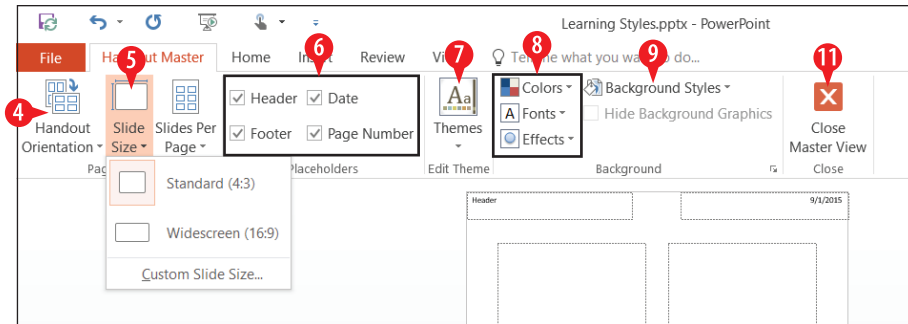 Learning Styles.pptx - PowerPoint
File Handout Master Home Insert Review View Tell me what you want to do...
4 5 6 7 8 9 11
Handout Orientation
Slide Size
Slides Per Page
Header Date
Footer Page Number
Themes
Colors
Fonts
Effects
Background Styles
Hide Background Graphics
Close Master View
Placeholders Edit Theme Background Close
Standard (4:3)
Widescreen (16:9)
Custom Slide Size...
Header 9/1/2015